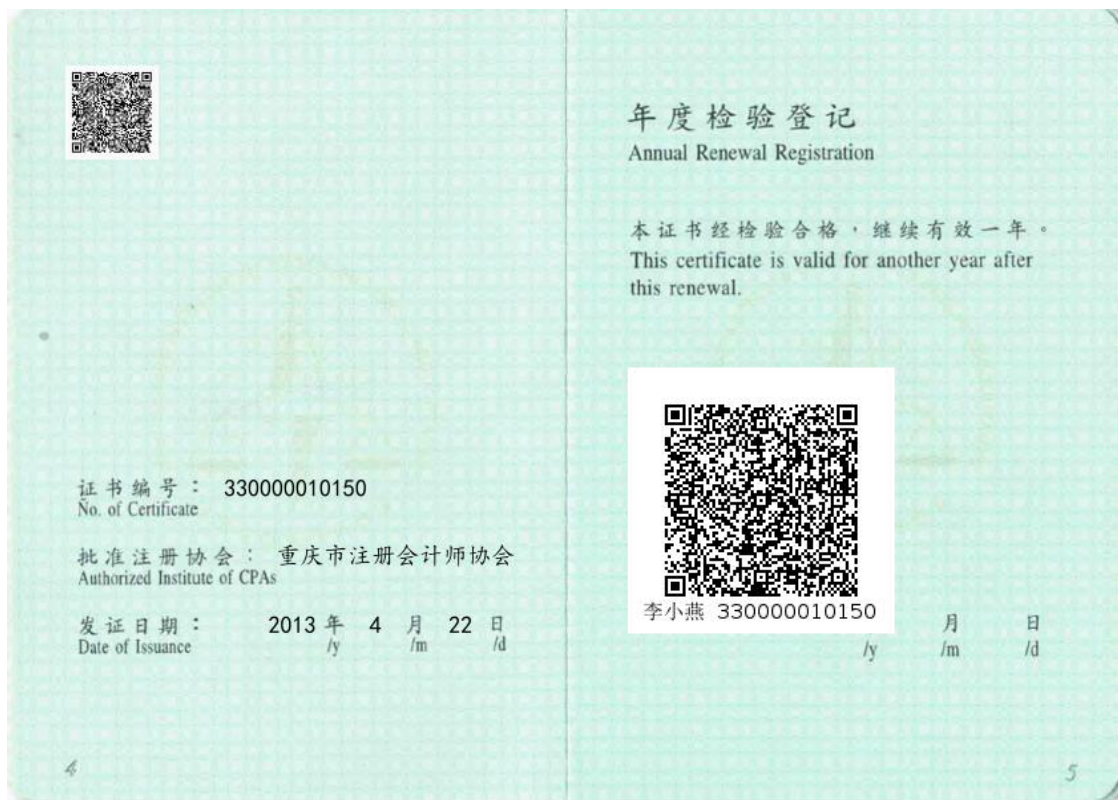 证书编号： 330000010150
No. of Certificate
批准注册协会： 重庆市注册会计师协会
Authorized Institute of CPAs
发证日期： 2013 年 4 月 22 日
Date of Issuance /y /m /d
4
年度检验登记
Annual Renewal Registration
本证书经检验合格，继续有效一年。
This certificate is valid for another year after
this renewal.
李小燕 330000010150
月 日
/y /m /d
5